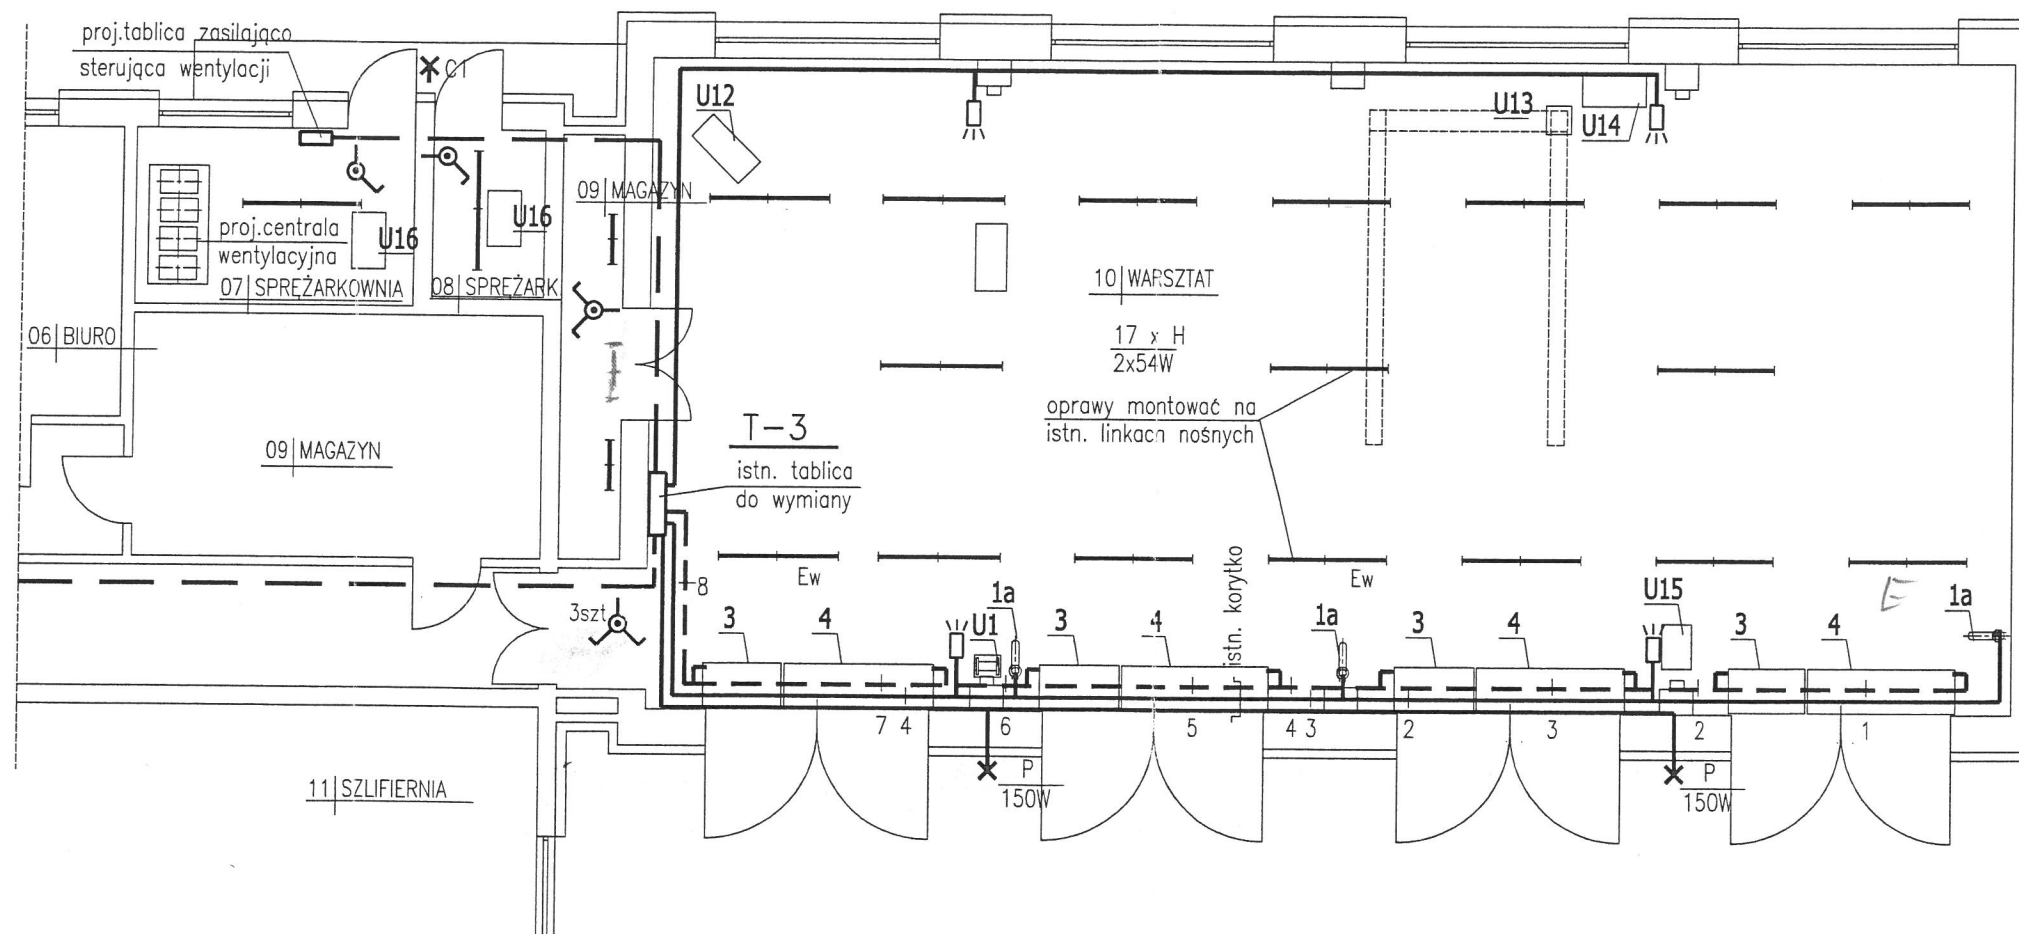 proj.tablica zasilająco
sterująca wentylacji
C1
U12
U13
U14
09 MAGAZYN
U16
U16
proj.centrala
wentylacyjna
07 SPRĘŻARKOWNIA
08 SPRĘŻARK
10 WARSZTAT
06 BIURO
17 x H
2x54W
oprawy montować na
istn. linkach nośnych
T-3
09 MAGAZYN
istn. tablica
do wymiany
istn. korytko
Ew
Ew
8
E
3szt
3
4
U1
1a
3
4
1a
3
4
U15
3
4
1a
7 4
6
5
4 3
2
3
2
1
P
150W
P
150W
11 SZLIFIERNIA